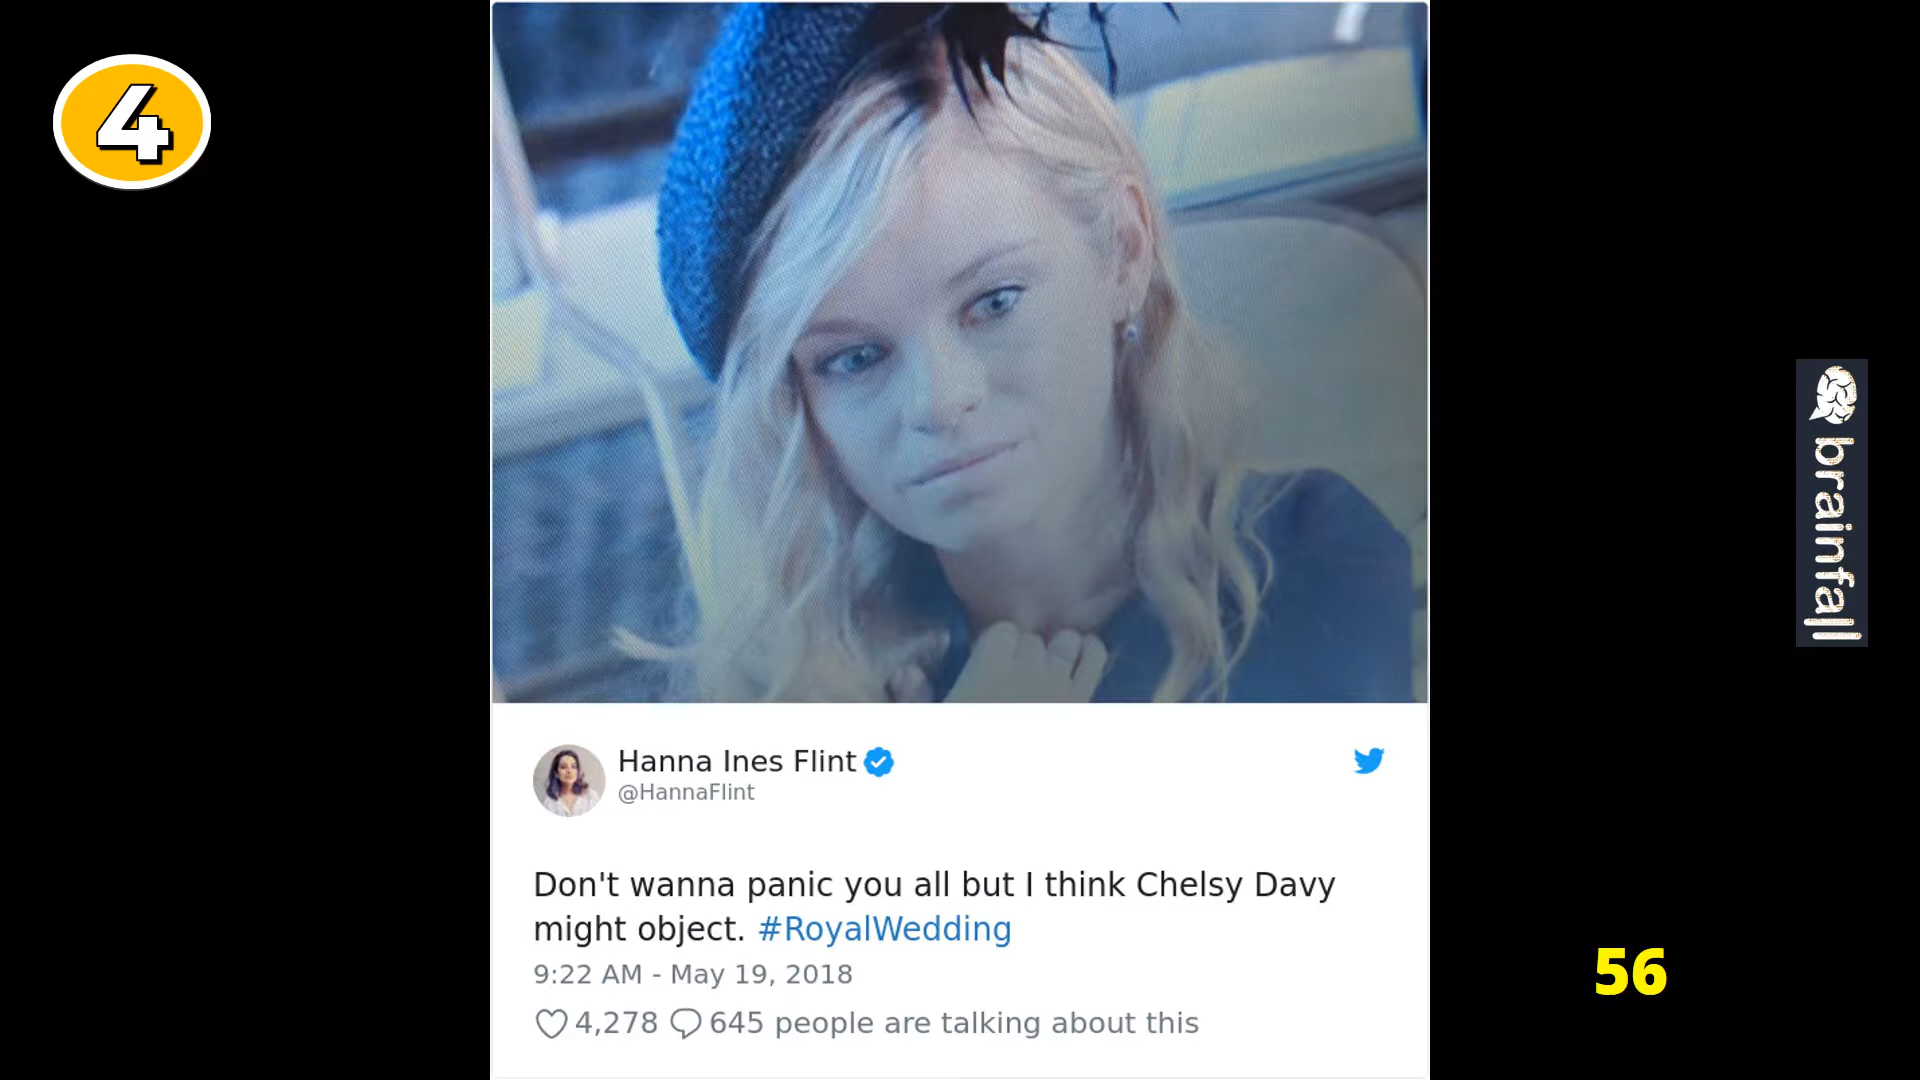 4
brainfall
Hanna Ines Flint
@HannaFlint
Don't wanna panic you all but I think Chelsy Davy
might object. #RoyalWedding
9:22 AM - May 19, 2018
4,278 645 people are talking about this
56